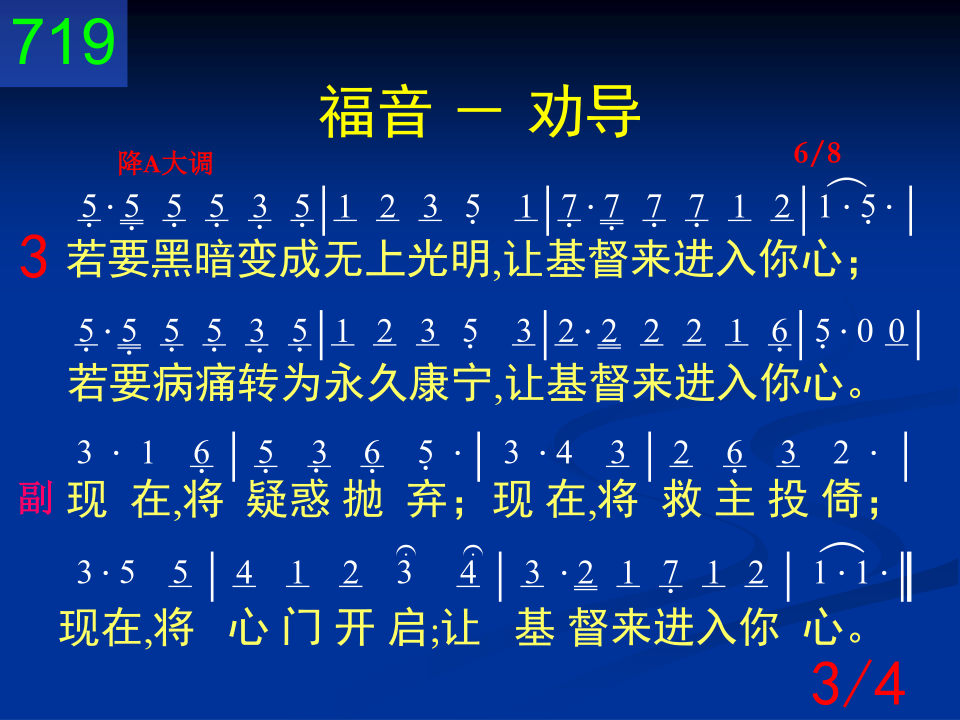 719
福音 － 劝导
降A大调
6/8
5·5 5 5 3 5|1 2 3 5 1|7·7 7 7 1 2|1·5·|
3 若要黑暗变成无上光明,让基督来进入你心；
5·5 5 5 3 5|1 2 3 5 3|2·2 2 2 1 6|5·0 0|
若要病痛转为永久康宁,让基督来进入你心。
3 · 1 6| 5 3 6 5 ·| 3 ·4 3| 2 6 3 2 · |
副 现 在,将 疑惑 抛 弃；现 在,将 救 主 投 倚；
3·5 5 | 4 1 2 3 4 | 3 ·2 1 7 1 2 | 1·1·‖
现在,将 心 门 开 启;让 基 督来进入你 心。
3/4